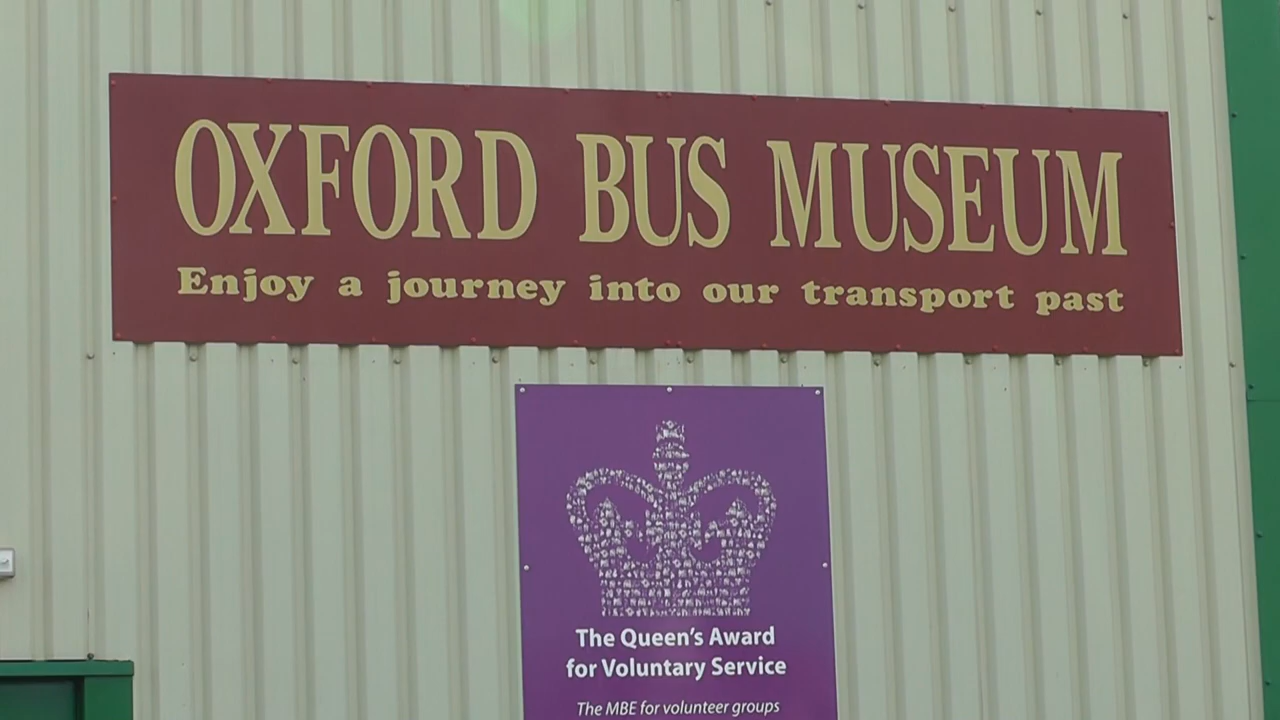 OXFORD BUS MUSEUM
Enjoy a journey into our transport past
The Queen's Award
for Voluntary Service
The MBE for volunteer groups